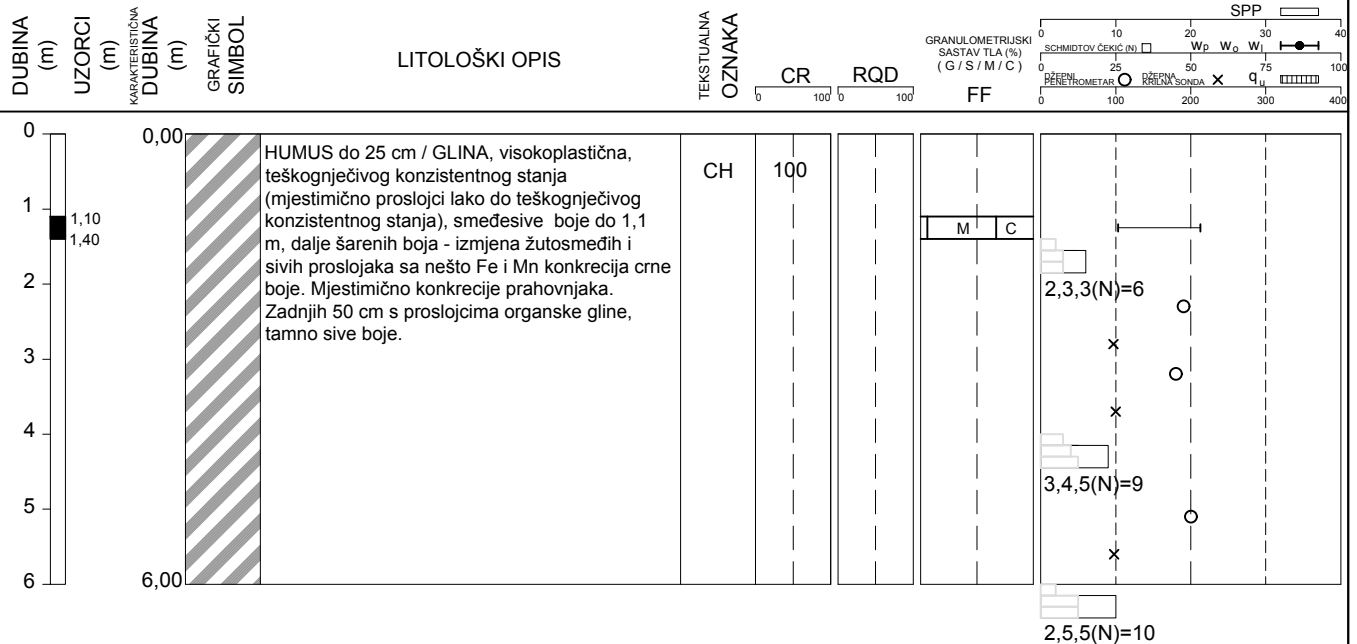 DUBINA
(m)
UZORCI
(m)
KARAKTERISTIČNA
DUBINA
(m)
GRAFIČKI
SIMBOL
LITOLOŠKI OPIS
TEKSTUALNA
OZNAKA
CR
0 100
RQD
0 100
GRANULOMETRIJSKI
SASTAV TLA (%)
( G / S / M / C )
FF
SPP
0 10 20 30 40
SCHMIDTOV ČEKIĆ (N) Wp Wo Wl
0 25 50 75 100
DŽEPNI
PENETROMETAR
DŽEPNA
KRILNA SONDA × qu
0 100 200 300 400
0
0,00
HUMUS do 25 cm / GLINA, visokoplastična,
teškognječivog konzistentnog stanja
(mjestimično proslojci lako do teškognječivog
konzistentnog stanja), smeđesive boje do 1,1
m, dalje šarenih boja - izmjena žutosmeđih i
sivih proslojaka sa nešto Fe i Mn konkrecija crne
boje. Mjestimično konkrecije prahovnjaka.
Zadnjih 50 cm s proslojcima organske gline,
tamno sive boje.
CH
100
1
1,10
1,40
M C
2
2,3,3(N)=6
3
4
3,4,5(N)=9
5
6
6,00
2,5,5(N)=10